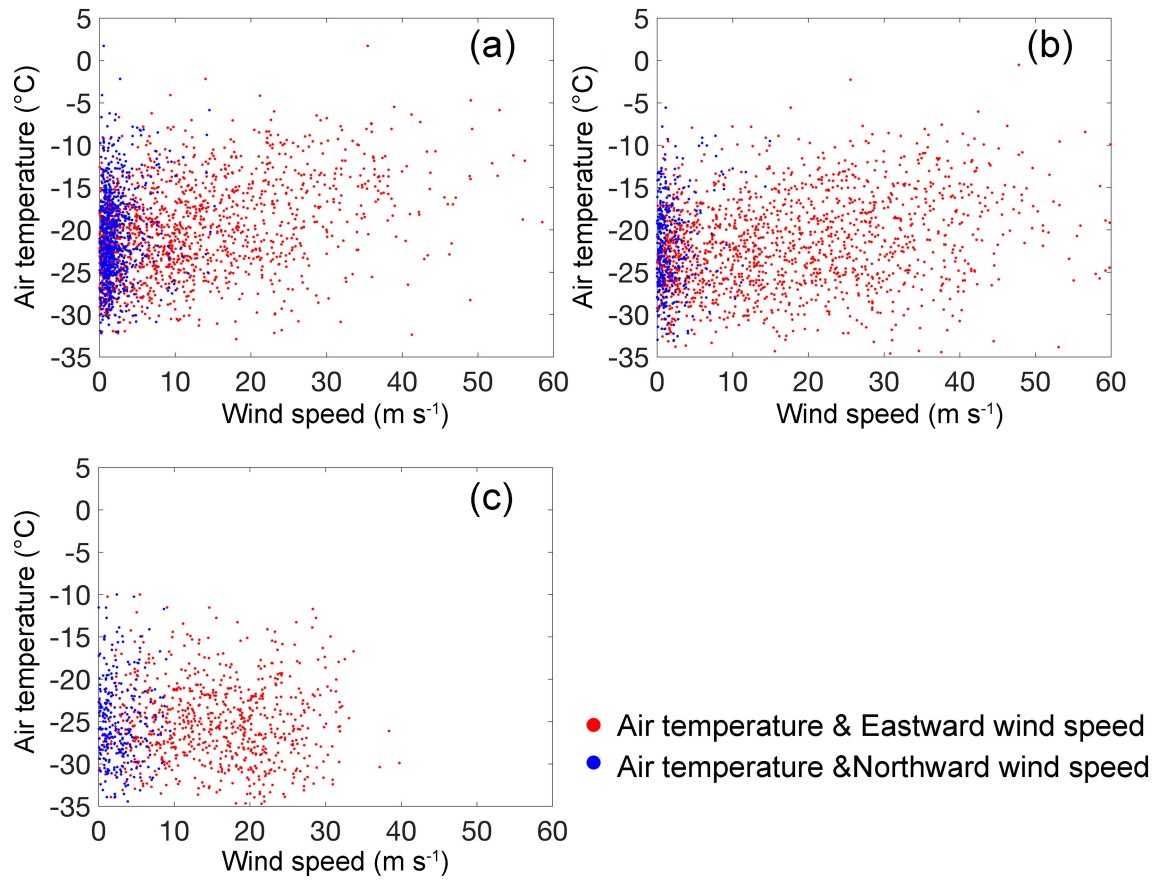 (a)
5
0
-5
-10
-15
-20
-25
-30
-35
Air temperature (°C)
0 10 20 30 40 50 60
Wind speed (m s-1)
(b)
5
0
-5
-10
-15
-20
-25
-30
-35
Air temperature (°C)
0 10 20 30 40 50 60
Wind speed (m s-1)
(c)
5
0
-5
-10
-15
-20
-25
-30
-35
Air temperature (°C)
0 10 20 30 40 50 60
Wind speed (m s-1)
Air temperature & Eastward wind speed
Air temperature &Northward wind speed